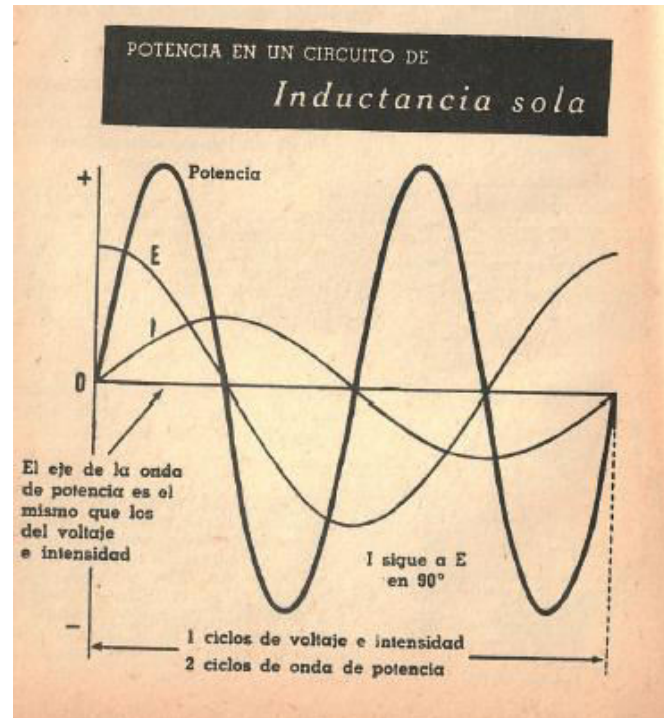 POTENCIA EN UN CIRCUITO DE
Inductancia sola
+
Potencia
E
I
0
El eje de la onda
de potencia es el
mismo que los
del voltaje
e intensidad
I sigue a E
en 90°
−
1 ciclos de voltaje e intensidad
2 ciclos de onda de potencia